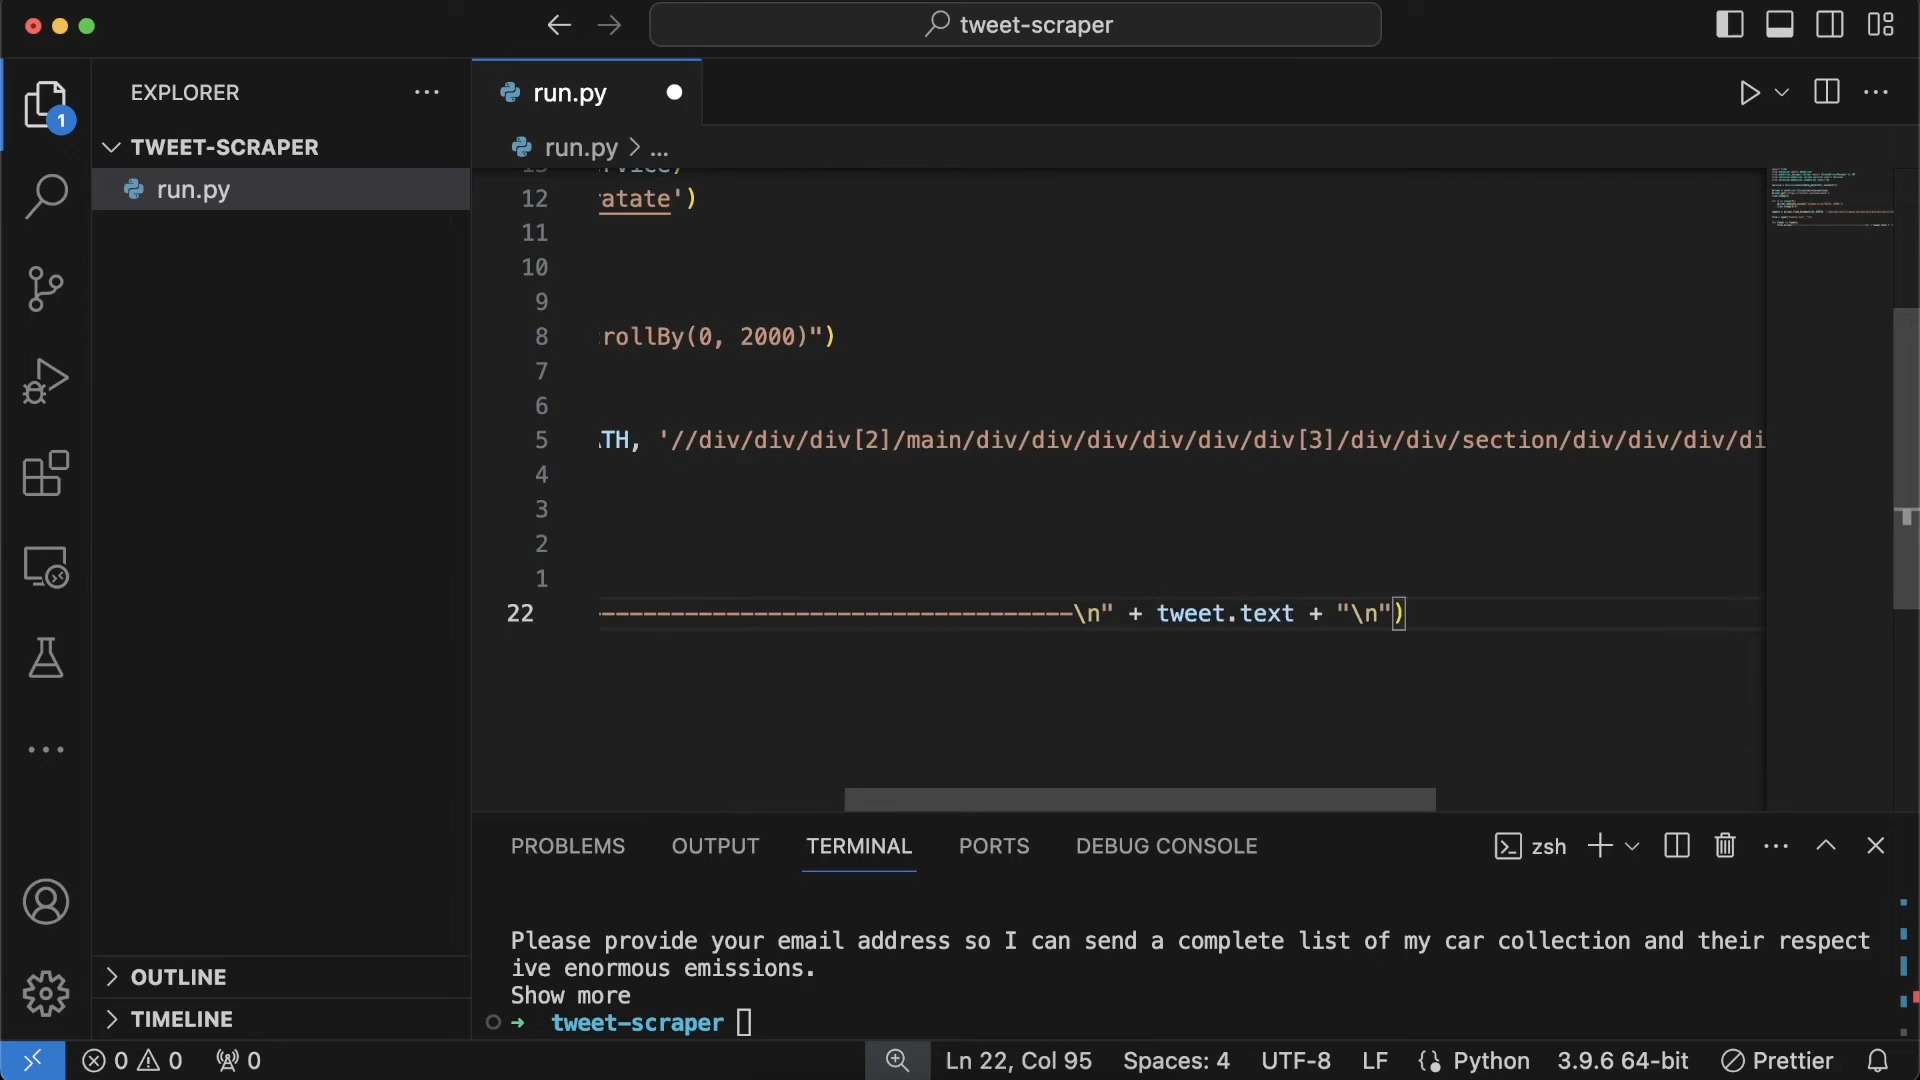 tweet-scraper
EXPLORER
run.py
1
TWEET-SCRAPER
run.py > ...
run.py
12 atate')
11
10
9
8 rollBy(0, 2000)")
7
6
5 TH, '//div/div/div[2]/main/div/div/div/div/div/div[3]/div/div/section/div/div/div/di
4
3
2
1
22 ----------------------------------\n" + tweet.text + "\n")
PROBLEMS OUTPUT TERMINAL PORTS DEBUG CONSOLE zsh
Please provide your email address so I can send a complete list of my car collection and their respect
ive enormous emissions.
Show more
→ tweet-scraper
OUTLINE
TIMELINE
0 0 0 Ln 22, Col 95 Spaces: 4 UTF-8 LF Python 3.9.6 64-bit Prettier